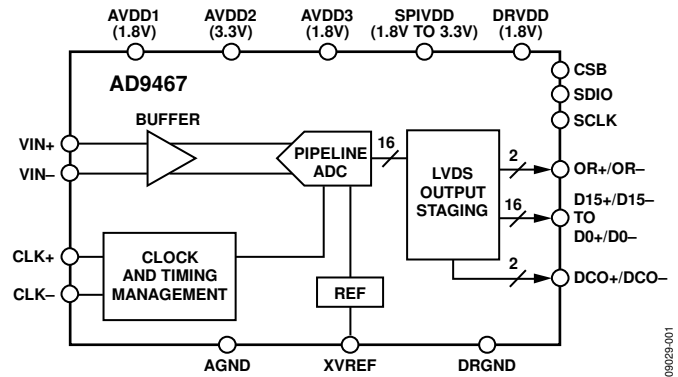 AVDD1
(1.8V)
AVDD2
(3.3V)
AVDD3
(1.8V)
SPIVDD
(1.8V TO 3.3V)
DRVDD
(1.8V)
AD9467
CSB
SDIO
SCLK
BUFFER
VIN+
VIN–
PIPELINE
ADC
16
LVDS
OUTPUT
STAGING
2
OR+/OR–
16
D15+/D15–
TO
D0+/D0–
2
DCO+/DCO–
CLK+
CLK–
CLOCK
AND TIMING
MANAGEMENT
REF
AGND
XVREF
DRGND
09029-001